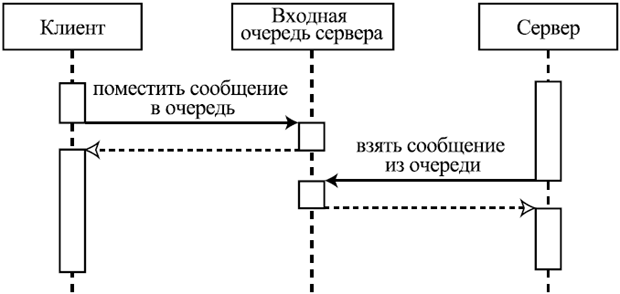 Клиент
Входная
очередь сервера
Сервер
поместить сообщение
в очередь
взять сообщение
из очереди